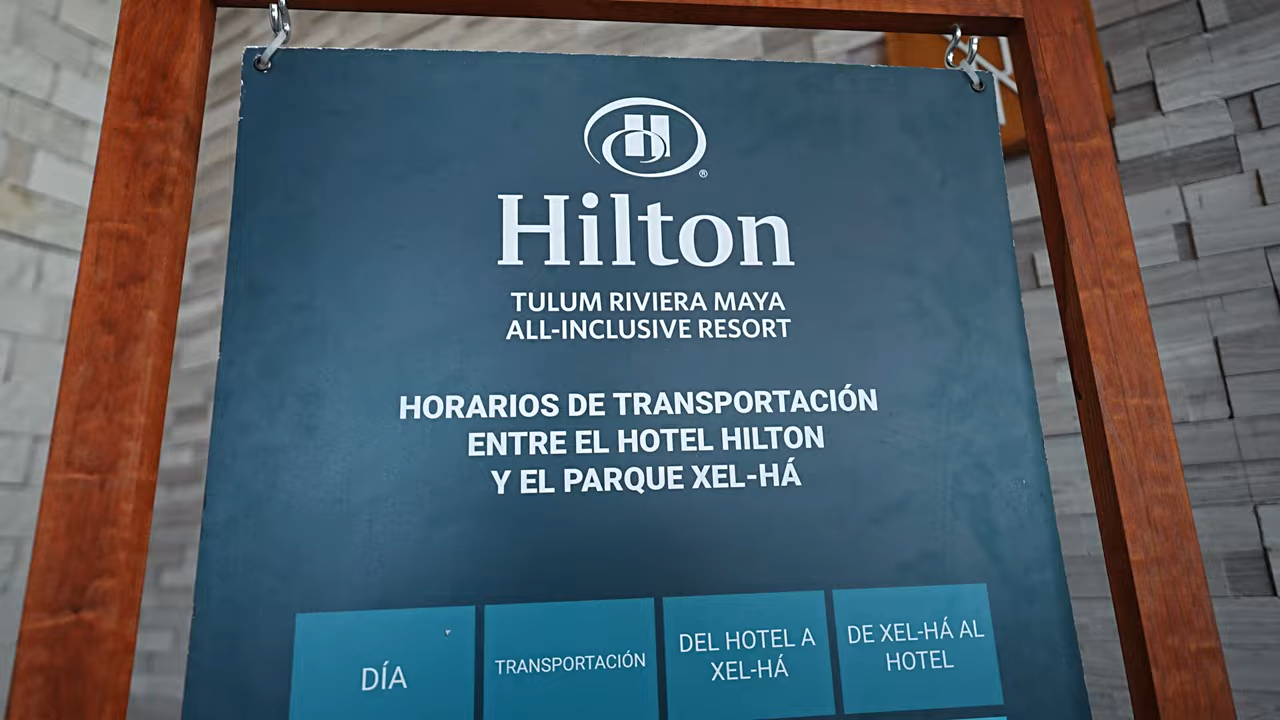 H
®
Hilton
TULUM RIVIERA MAYA
ALL-INCLUSIVE RESORT
HORARIOS DE TRANSPORTACIÓN
ENTRE EL HOTEL HILTON
Y EL PARQUE XEL-HÁ
DÍA
TRANSPORTACIÓN
DEL HOTEL A
XEL-HÁ
DE XEL-HÁ AL
HOTEL